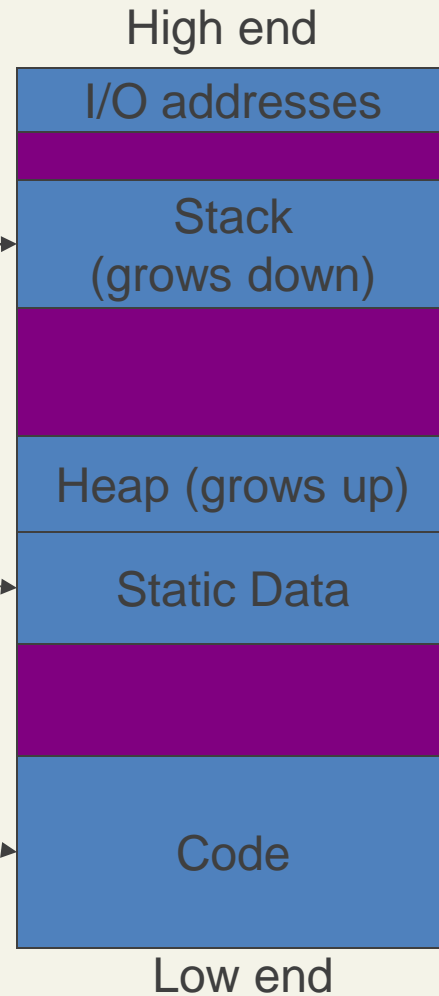 High end
I/O addresses
Stack
(grows down)
Heap (grows up)
Static Data
Code
Low end